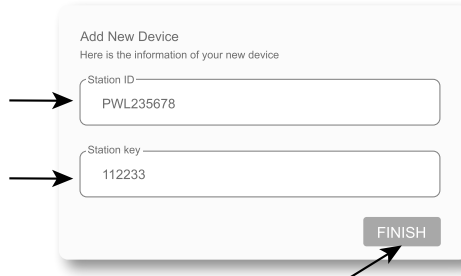 Add New Device
Here is the information of your new device
Station ID
PWL235678
Station key
112233
FINISH